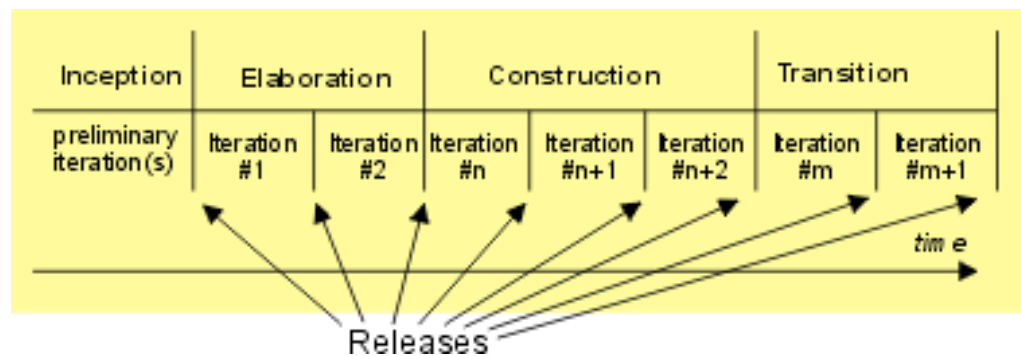 Inception Elaboration Construction Transition
preliminary Iteration Iteration Iteration Iteration Iteration Iteration Iteration
iteration(s) #1 #2 #n #n+1 #n+2 #m #m+1
time
Releases